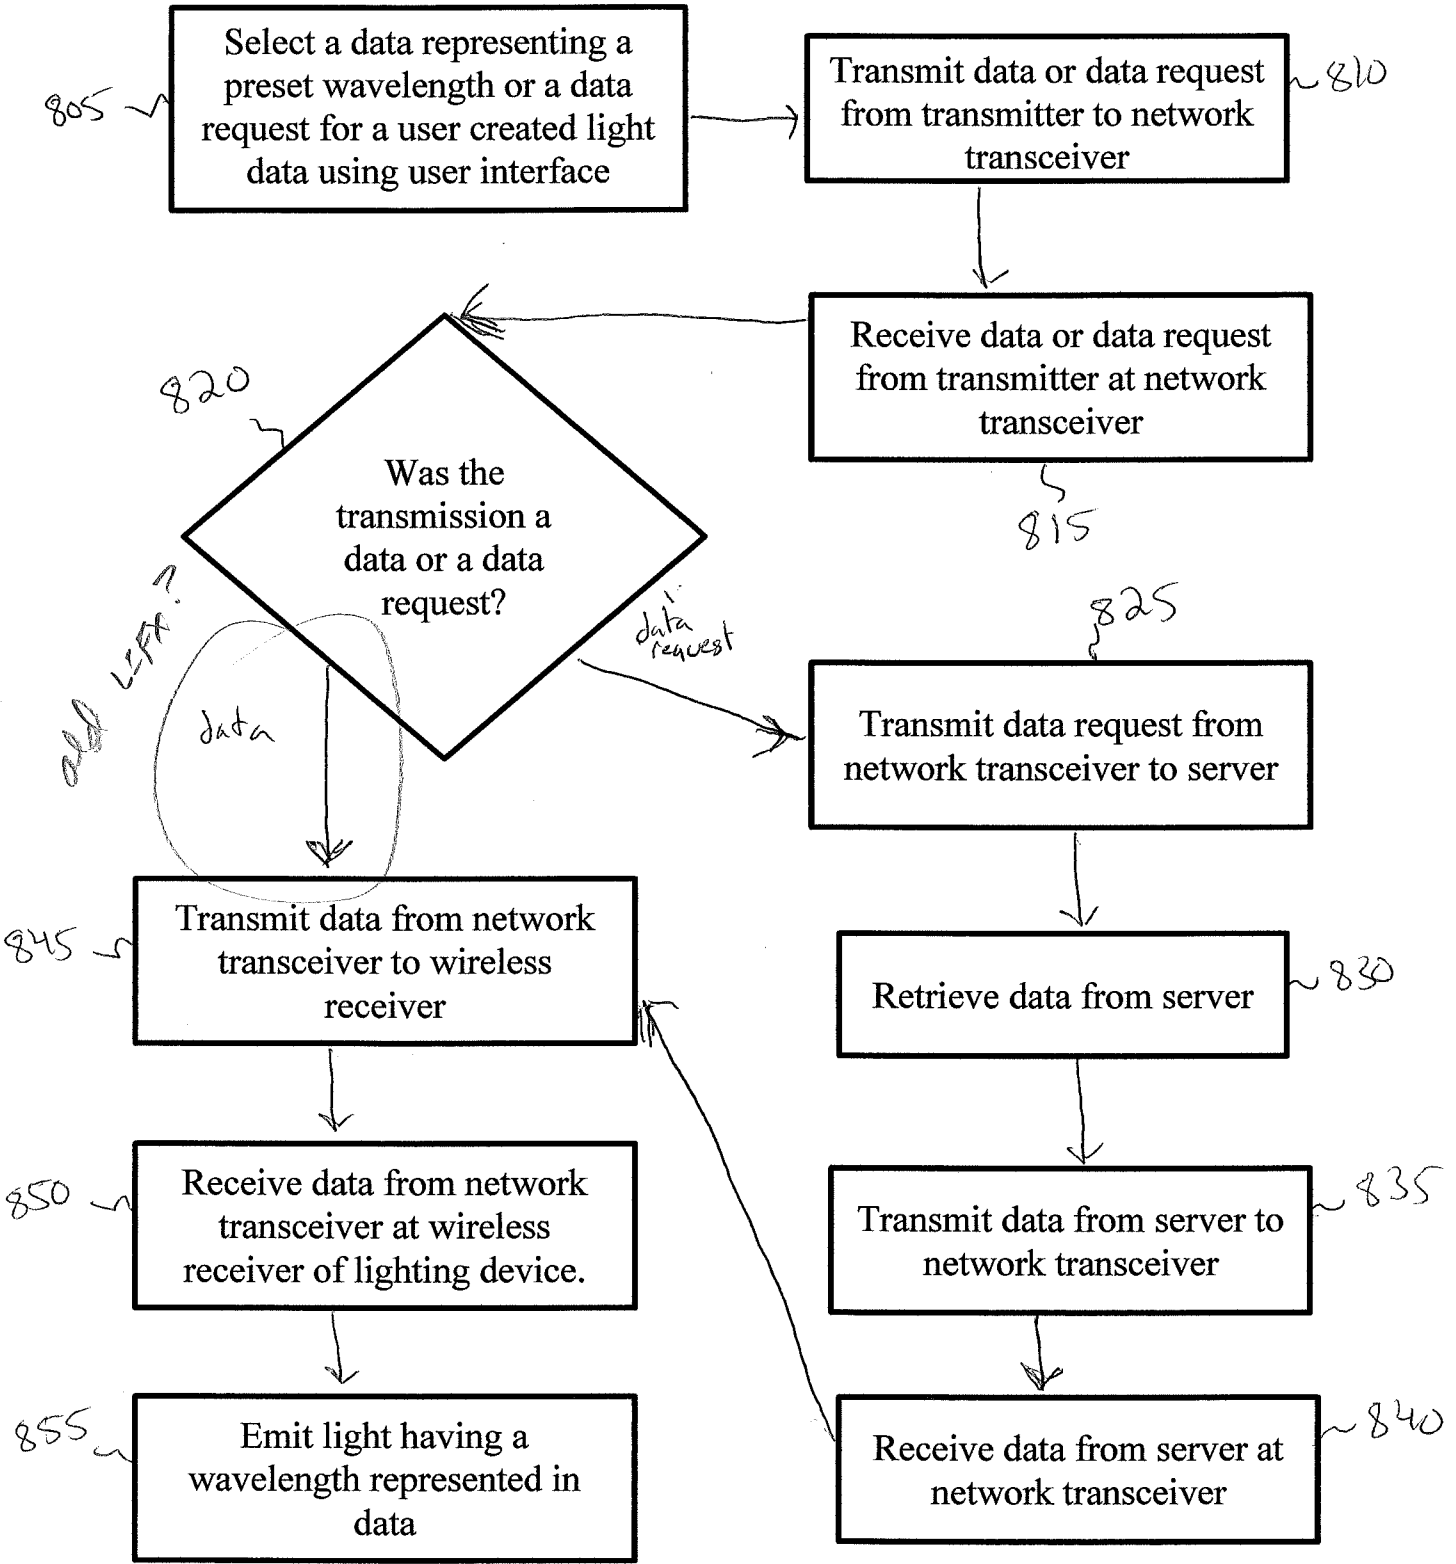 Select a data representing a
preset wavelength or a data
request for a user created light
data using user interface
805
Transmit data or data request
from transmitter to network
transceiver
810
Receive data or data request
from transmitter at network
transceiver
815
820
Was the
transmission a
data or a data
request?
add LIFX?
data
data
request
825
Transmit data request from
network transceiver to server
Retrieve data from server
830
Transmit data from server to
network transceiver
835
Receive data from server at
network transceiver
840
845
Transmit data from network
transceiver to wireless
receiver
850
Receive data from network
transceiver at wireless
receiver of lighting device.
855
Emit light having a
wavelength represented in
data